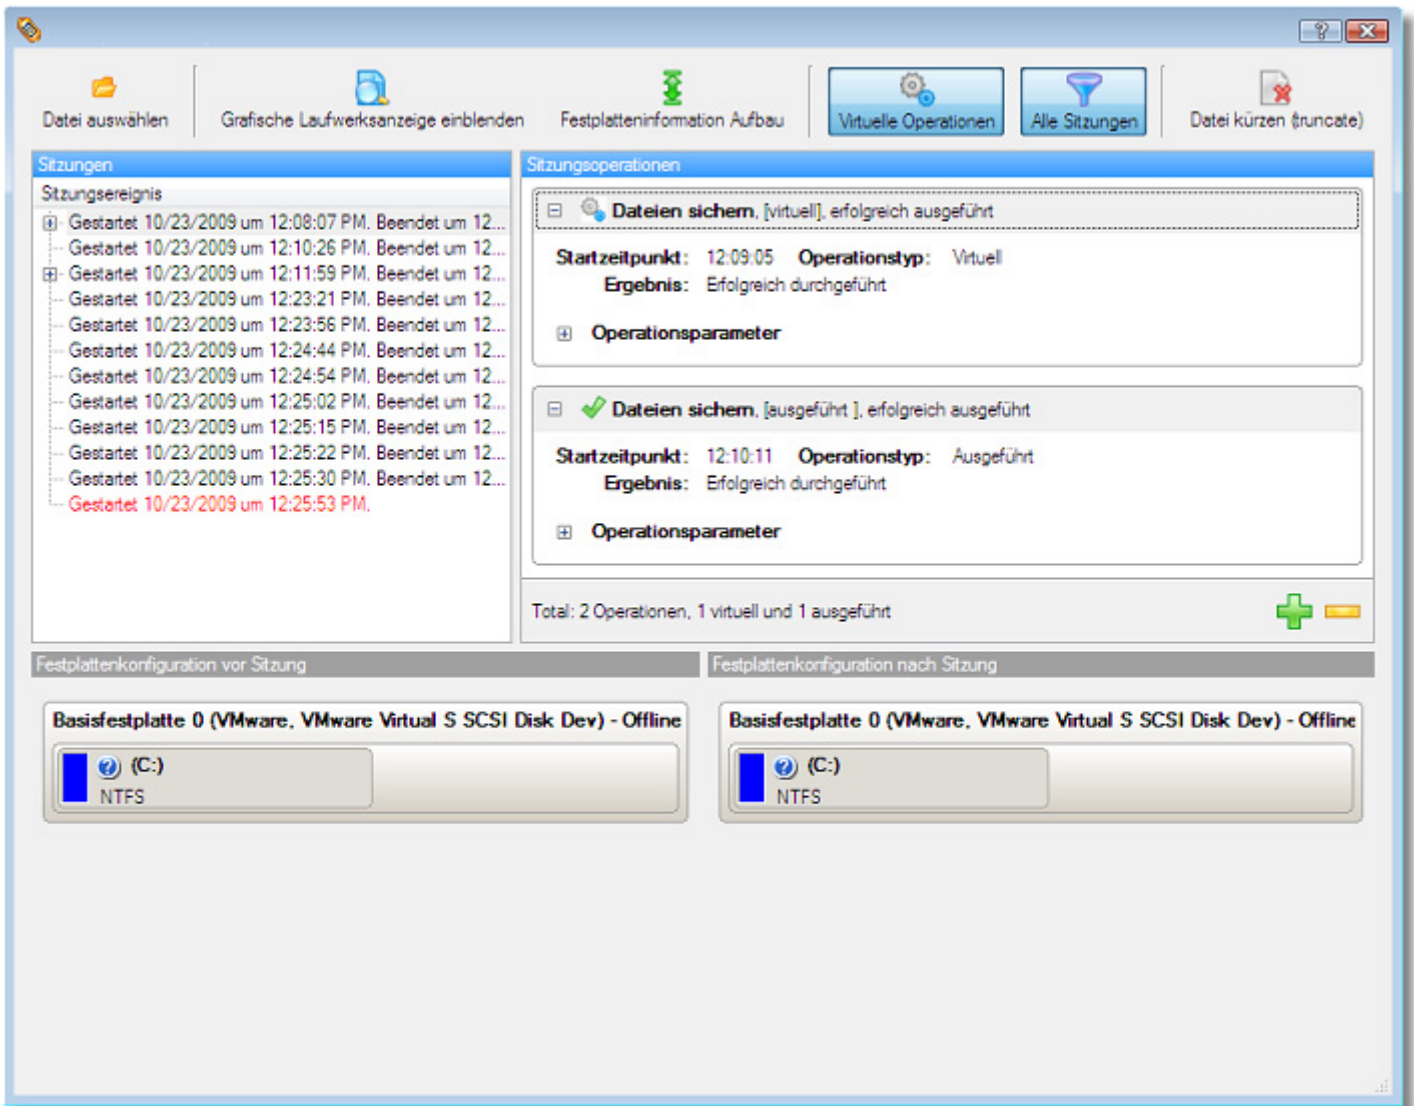 Datei auswählen
Grafische Laufwerksanzeige einblenden
Festplatteninformation Aufbau
Virtuelle Operationen
Alle Sitzungen
Datei kürzen (truncate)
Sitzungen
Sitzungsereignis
Gestartet 10/23/2009 um 12:08:07 PM. Beendet um 12...
Gestartet 10/23/2009 um 12:10:26 PM. Beendet um 12...
Gestartet 10/23/2009 um 12:11:59 PM. Beendet um 12...
Gestartet 10/23/2009 um 12:23:21 PM. Beendet um 12...
Gestartet 10/23/2009 um 12:23:56 PM. Beendet um 12...
Gestartet 10/23/2009 um 12:24:44 PM. Beendet um 12...
Gestartet 10/23/2009 um 12:24:54 PM. Beendet um 12...
Gestartet 10/23/2009 um 12:25:02 PM. Beendet um 12...
Gestartet 10/23/2009 um 12:25:15 PM. Beendet um 12...
Gestartet 10/23/2009 um 12:25:22 PM. Beendet um 12...
Gestartet 10/23/2009 um 12:25:30 PM. Beendet um 12...
Gestartet 10/23/2009 um 12:25:53 PM.
Sitzungsoperationen
Dateien sichern, [virtuell], erfolgreich ausgeführt
Startzeitpunkt: 12:09:05 Operationstyp: Virtuell
Ergebnis: Erfolgreich durchgeführt
Operationsparameter
Dateien sichern, [ausgeführt ], erfolgreich ausgeführt
Startzeitpunkt: 12:10:11 Operationstyp: Ausgeführt
Ergebnis: Erfolgreich durchgeführt
Operationsparameter
Total: 2 Operationen, 1 virtuell und 1 ausgeführt
Festplattenkonfiguration vor Sitzung
Basisfestplatte 0 (VMware, VMware Virtual S SCSI Disk Dev) - Offline
(C:)
NTFS
Festplattenkonfiguration nach Sitzung
Basisfestplatte 0 (VMware, VMware Virtual S SCSI Disk Dev) - Offline
(C:)
NTFS